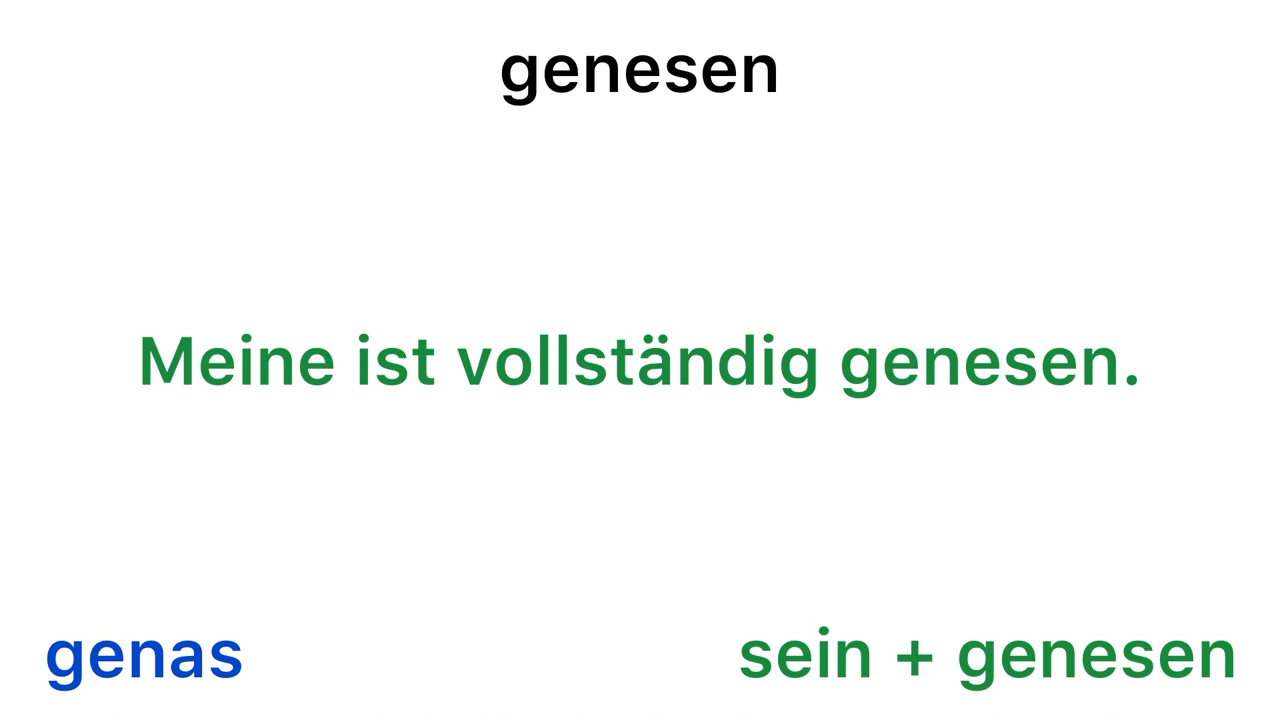 genesen
Meine ist vollständig genesen.
genas
sein + genesen